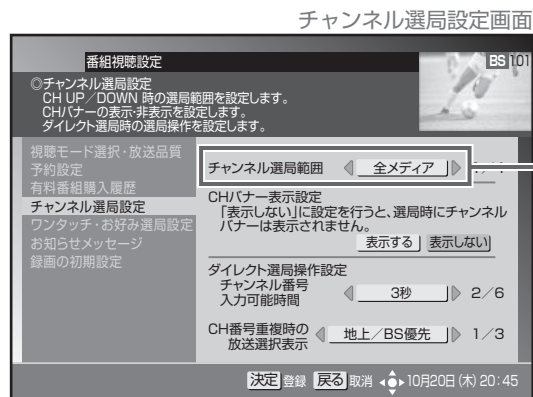 チャンネル選局設定画面
番組視聴設定
BS 101
◎チャンネル選局設定
CH UP／DOWN 時の選局範囲を設定します。
CHバナーの表示・非表示を設定します。
ダイレクト選局時の選局操作を設定します。
視聴モード選択・放送品質
予約設定
有料番組購入履歴
チャンネル選局設定
ワンタッチ・お好み選局設定
お知らせメッセージ
録画の初期設定
チャンネル選局範囲 全メディア
CHバナー表示設定
「表示しない」に設定を行うと、選局時にチャンネル
バナーは表示されません。
表示する 表示しない
ダイレクト選局操作設定
チャンネル番号
入力可能時間 3秒 2／6
CH番号重複時の
放送選択表示 地上／BS優先 1／3
決定 登録 戻る 取消 10月20日(木) 20:45